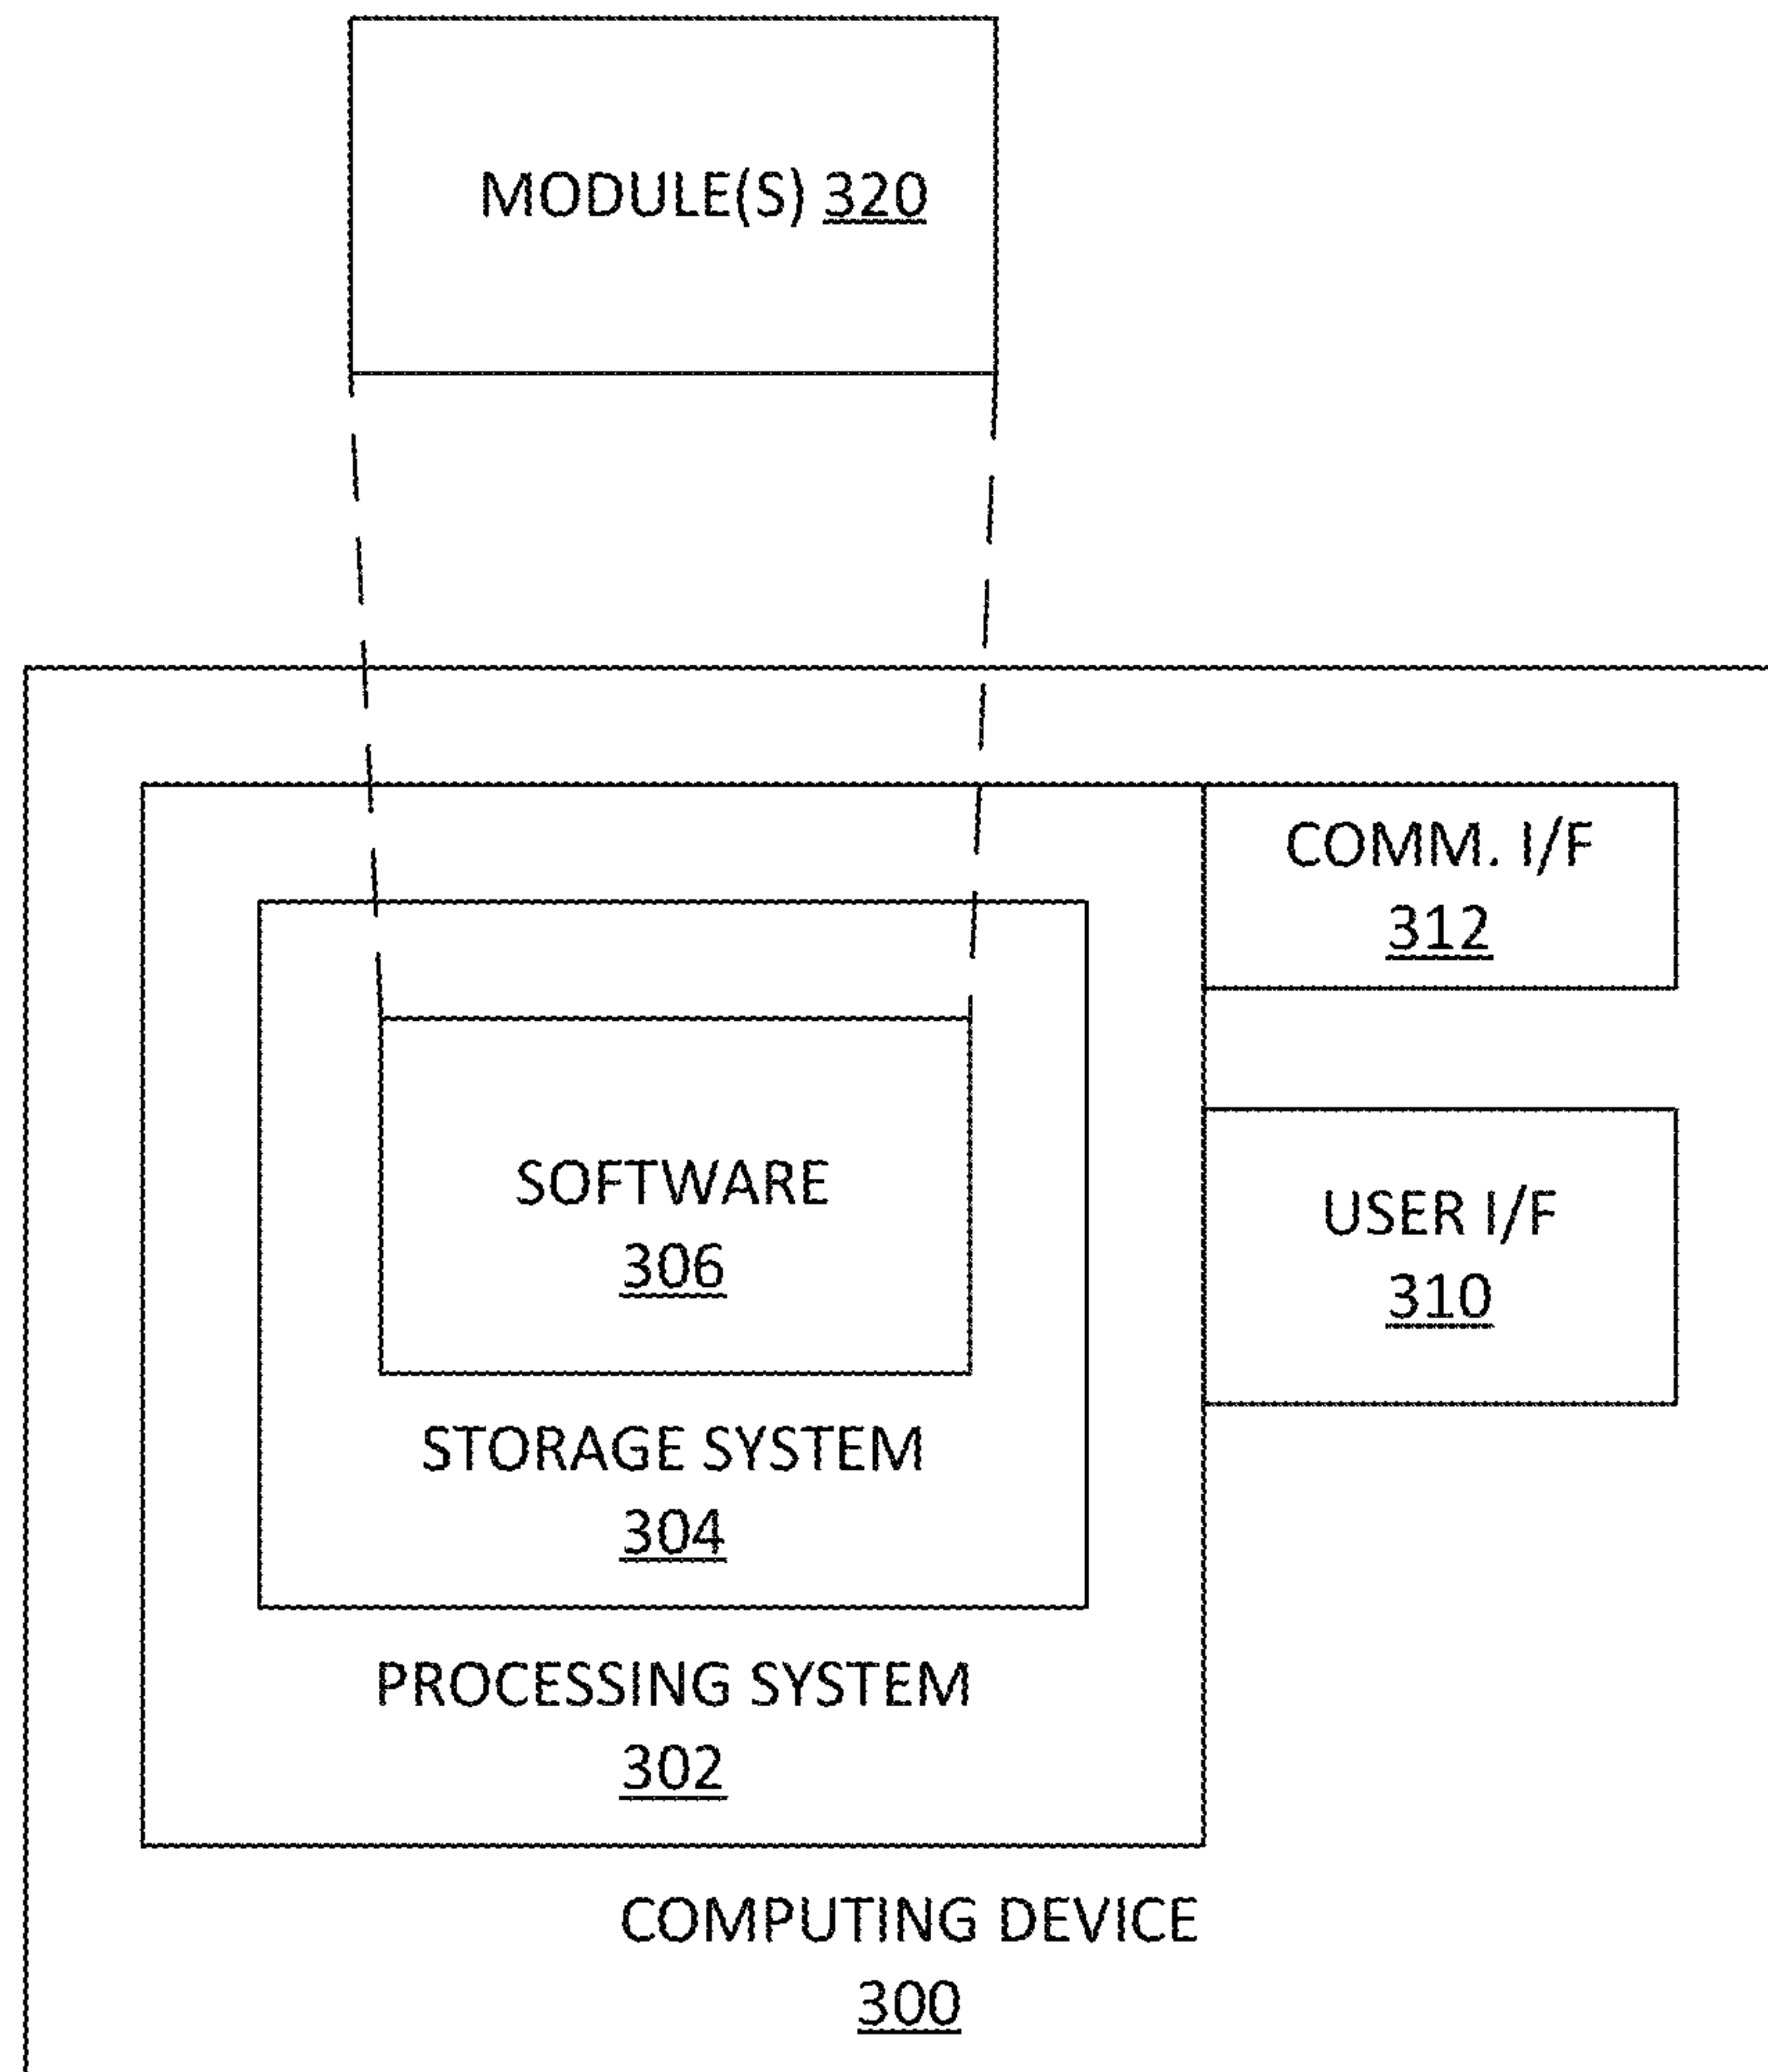 MODULE(S) 320
COMM. I/F
312
SOFTWARE
306
USER I/F
310
STORAGE SYSTEM
304
PROCESSING SYSTEM
302
COMPUTING DEVICE
300